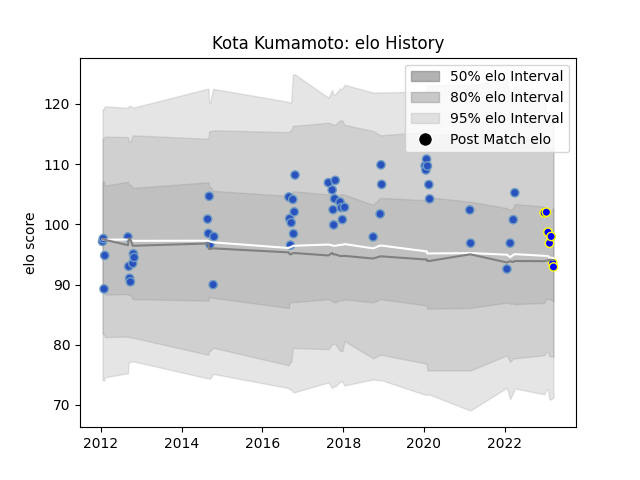 Kota Kumamoto: elo History
50% elo Interval
80% elo Interval
95% elo Interval
Post Match elo
elo score
120
110
100
90
80
70
2012
2014
2016
2018
2020
2022